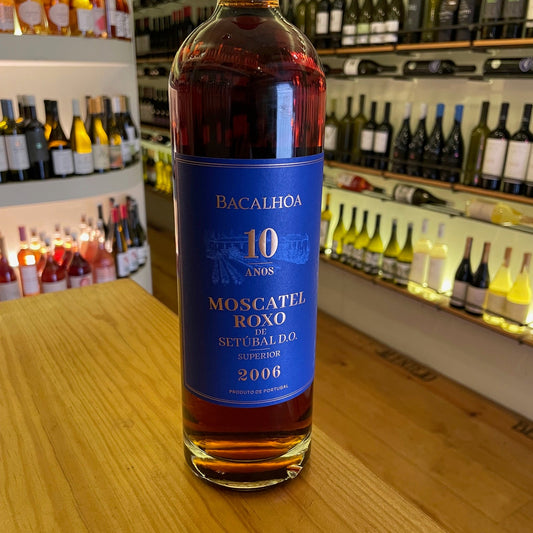 BACALHOA
10
ANOS
MOSCATEL
ROXO
DE
SETÚBAL D.O.
SUPERIOR
2006
PRODUTO DE PORTUGAL